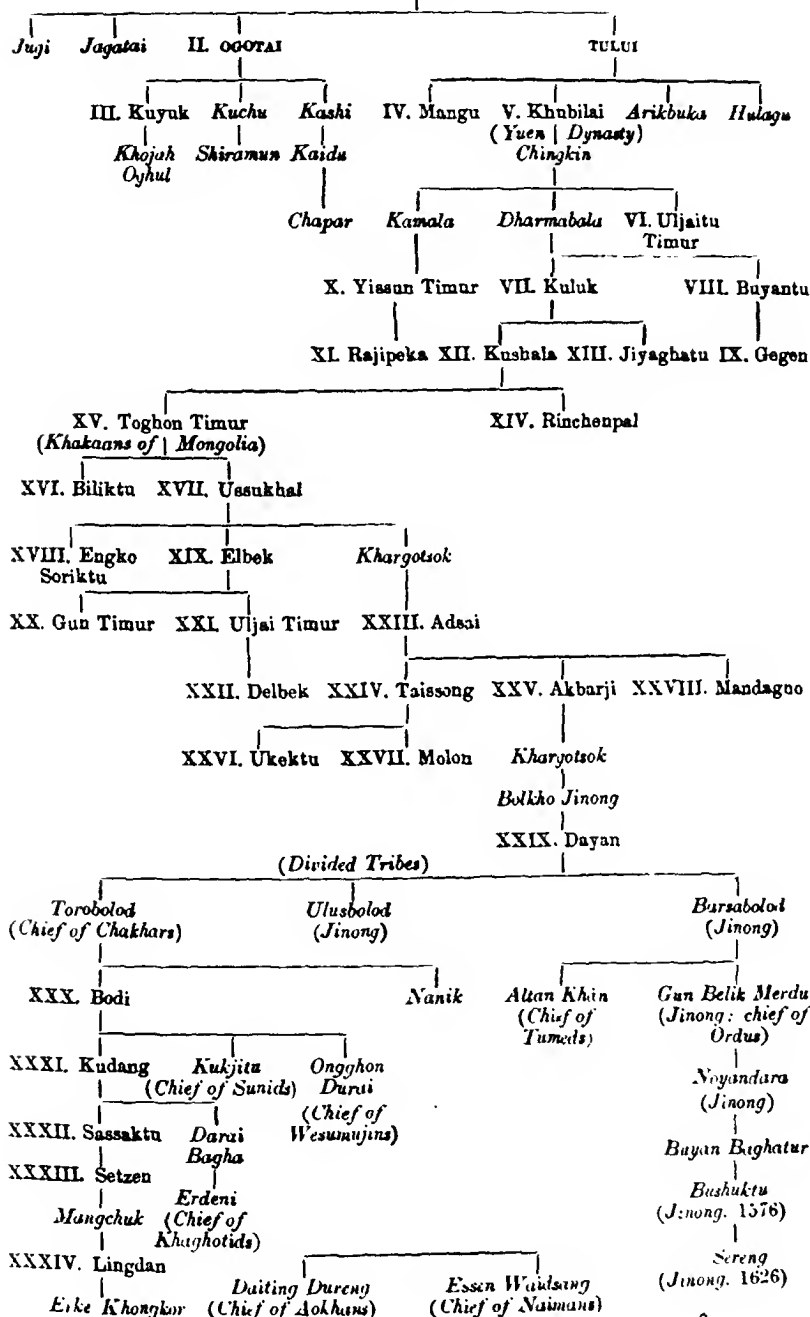 Jugi Jagatai II. OGOTAI TULUI
III. Kuyuk Kuchu Kashi IV. Mangu V. Khubilai Arikbuka Hulagu
(Yuen | Dynasty)
Khojah Oghul Shiramun Kaidu Chingkin
Chapar Kamala Dharmabala VI. Uljaitu
Timur
X. Yissun Timur VII. Kuluk VIII. Buyantu
XI. Rajipeka XII. Kushala XIII. Jiyaghatu IX. Gegen
XV. Toghon Timur XIV. Rinchenpal
(Khakaans of | Mongolia)
XVI. Biliktu XVII. Ussukhal
XVIII. Engko XIX. Elbek Khargotsok
Soriktu
XX. Gun Timur XXI. Uljai Timur XXIII. Adsai
XXII. Delbek XXIV. Taissong XXV. Akbarji XXVIII. Mandagno
XXVI. Ukektu XXVII. Molon Khargotsok
Bolkho Jinong
XXIX. Dayan
(Divided Tribes)
Torobolod Ulusbolod Barsabolod
(Chief of Chakhars) (Jinong) (Jinong)
XXX. Bodi Nanik Altan Khan Gun Belik Merdu
(Chief of (Jinong: chief of
Tumeds) Ordus)
XXXI. Kudang Kukjitu Ongghon
(Chief of Sunids) Durai Noyandara
(Chief of (Jinong)
XXXII. Sassaktu Darai Wesumujins)
Bagha Buyan Baghatur
XXXIII. Setzen
Erdeni Bushuktu
Mangchuk (Chief of (Jinong. 1576)
Khaghotids)
XXXIV. Lingdan Sereng
Daiting Dureng Essen Waidsang (Jinong. 1626)
Erke Khongkor (Chief of Aokhans) (Chief of Naimans)